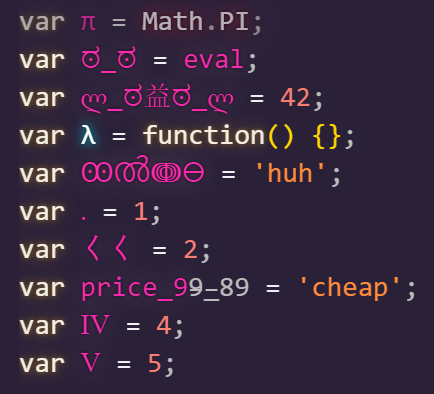 var π = Math.PI;
var ಠ_ಠ = eval;
var ლ_ಠ益ಠ_ლ = 42;
var λ = function() {};
var = 'huh';
var ꓸ = 1;
var 〱〱 = 2;
var price_9̶9̶_89 = 'cheap';
var Ⅳ = 4;
var Ⅴ = 5;